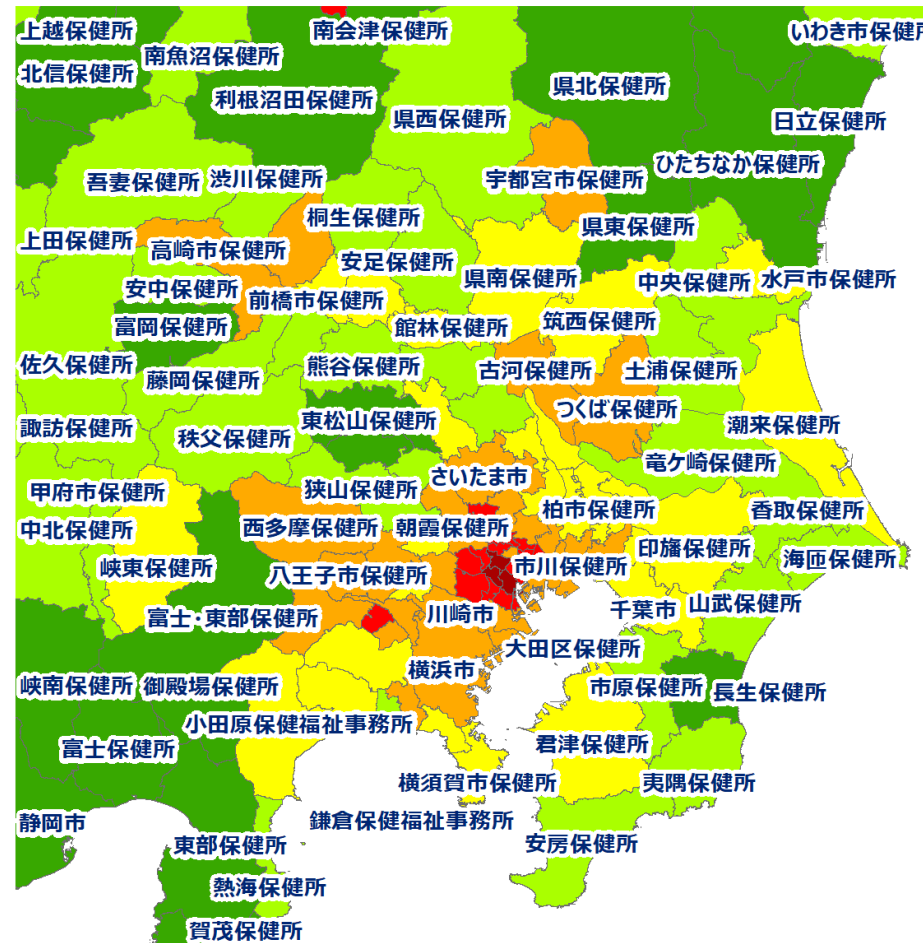 上越保健所
南会津保健所
いわき市保健所
南魚沼保健所
北信保健所
利根沼田保健所
県北保健所
県西保健所
日立保健所
ひたちなか保健所
吾妻保健所
渋川保健所
宇都宮市保健所
桐生保健所
県東保健所
上田保健所
高崎市保健所
安足保健所
県南保健所
中央保健所
水戸市保健所
安中保健所
前橋市保健所
富岡保健所
館林保健所
筑西保健所
佐久保健所
藤岡保健所
熊谷保健所
古河保健所
土浦保健所
つくば保健所
諏訪保健所
秩父保健所
東松山保健所
潮来保健所
竜ケ崎保健所
さいたま市
甲府市保健所
狭山保健所
中北保健所
西多摩保健所
朝霞保健所
柏市保健所
香取保健所
印旛保健所
海匝保健所
峡東保健所
八王子市保健所
市川保健所
富士・東部保健所
川崎市
千葉市
山武保健所
大田区保健所
横浜市
峡南保健所
御殿場保健所
市原保健所
長生保健所
小田原保健福祉事務所
富士保健所
君津保健所
横須賀市保健所
夷隅保健所
静岡市
鎌倉保健福祉事務所
東部保健所
安房保健所
熱海保健所
賀茂保健所